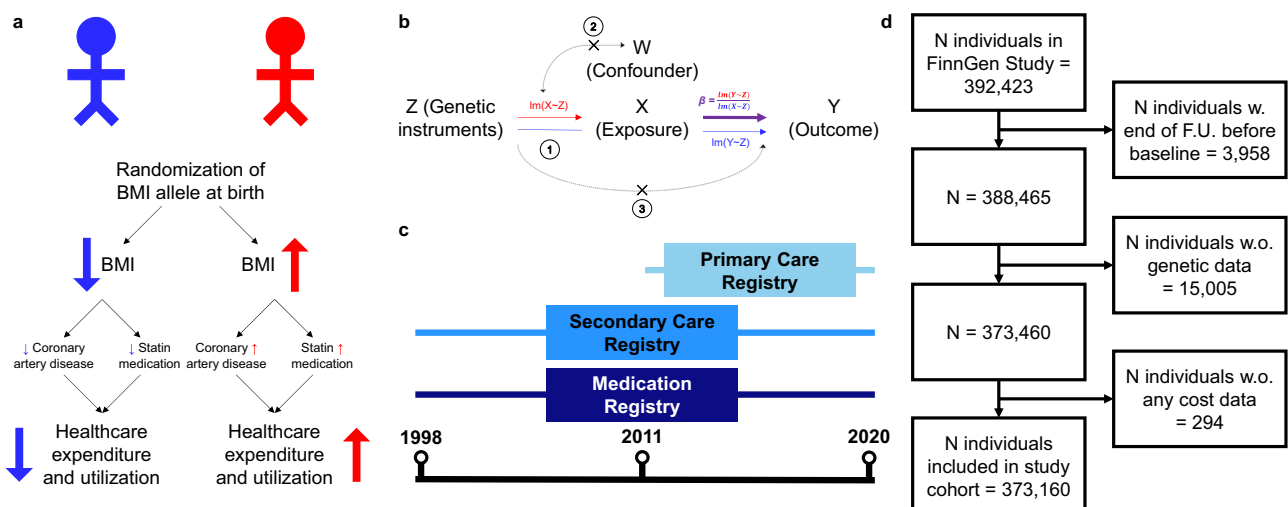 a
Randomization of
BMI allele at birth
BMI
BMI
↓ Coronary
artery disease
↓ Statin
medication
Coronary ↑
artery disease
Statin ↑
medication
Healthcare
expenditure
and utilization
Healthcare
expenditure
and utilization
b
2
W
(Confounder)
Z (Genetic
instruments)
lm(X~Z)
1
X
(Exposure)
β = lm(Y~Z)
lm(X~Z)
lm(Y~Z)
Y
(Outcome)
3
c
Primary Care
Registry
Secondary Care
Registry
Medication
Registry
1998
2011
2020
d
N individuals in
FinnGen Study =
392,423
N individuals w.
end of F.U. before
baseline = 3,958
N = 388,465
N individuals w.o.
genetic data
= 15,005
N = 373,460
N individuals w.o.
any cost data
= 294
N individuals
included in study
cohort = 373,160